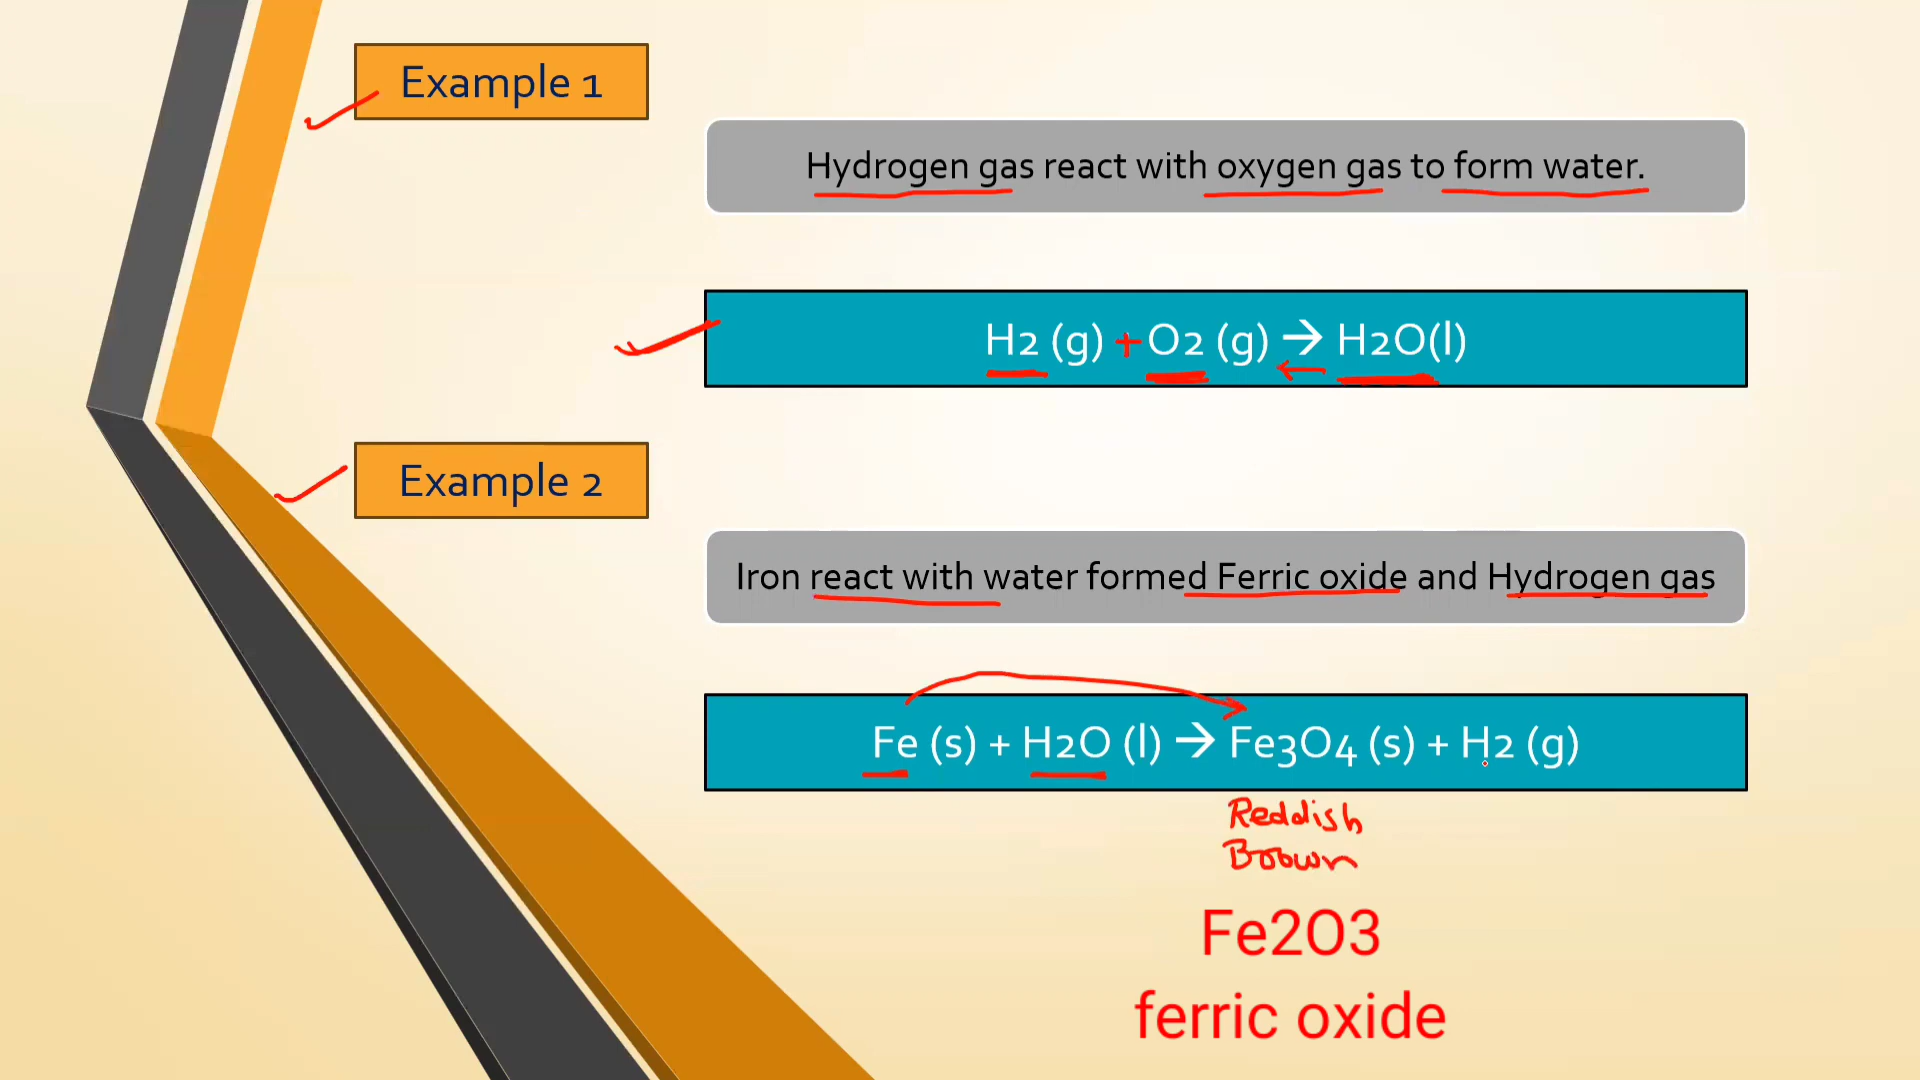 Example 1
Hydrogen gas react with oxygen gas to form water.
H2 (g) + O2 (g) → H2O(l)
Example 2
Iron react with water formed Ferric oxide and Hydrogen gas
Fe (s) + H2O (l) → Fe3O4 (s) + H2 (g)
Reddish
Brown
Fe2O3
ferric oxide